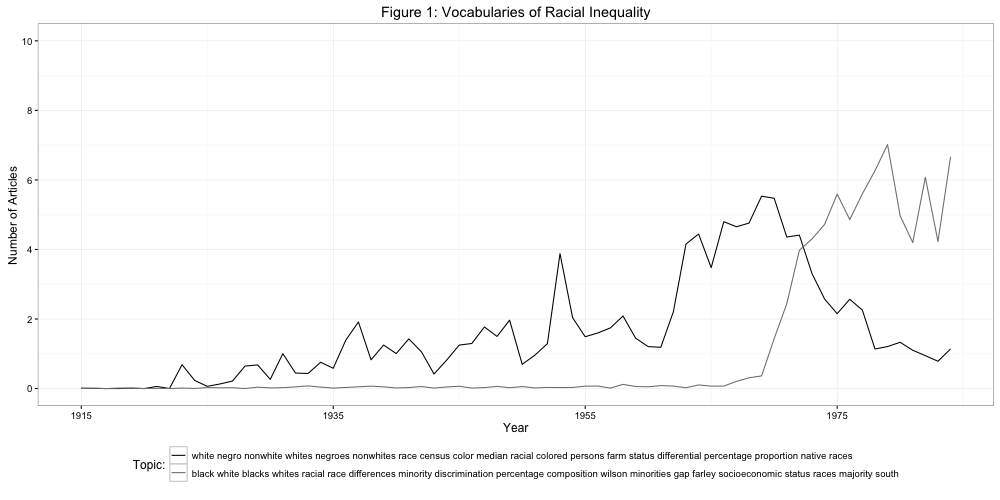 Figure 1: Vocabularies of Racial Inequality
10
8
6
4
2
0
Number of Articles
1915 1935 1955 1975
Year
Topic:
white negro nonwhite whites negroes nonwhites race census color median racial colored persons farm status differential percentage proportion native races
black white blacks whites racial race differences minority discrimination percentage composition wilson minorities gap farley socioeconomic status races majority south